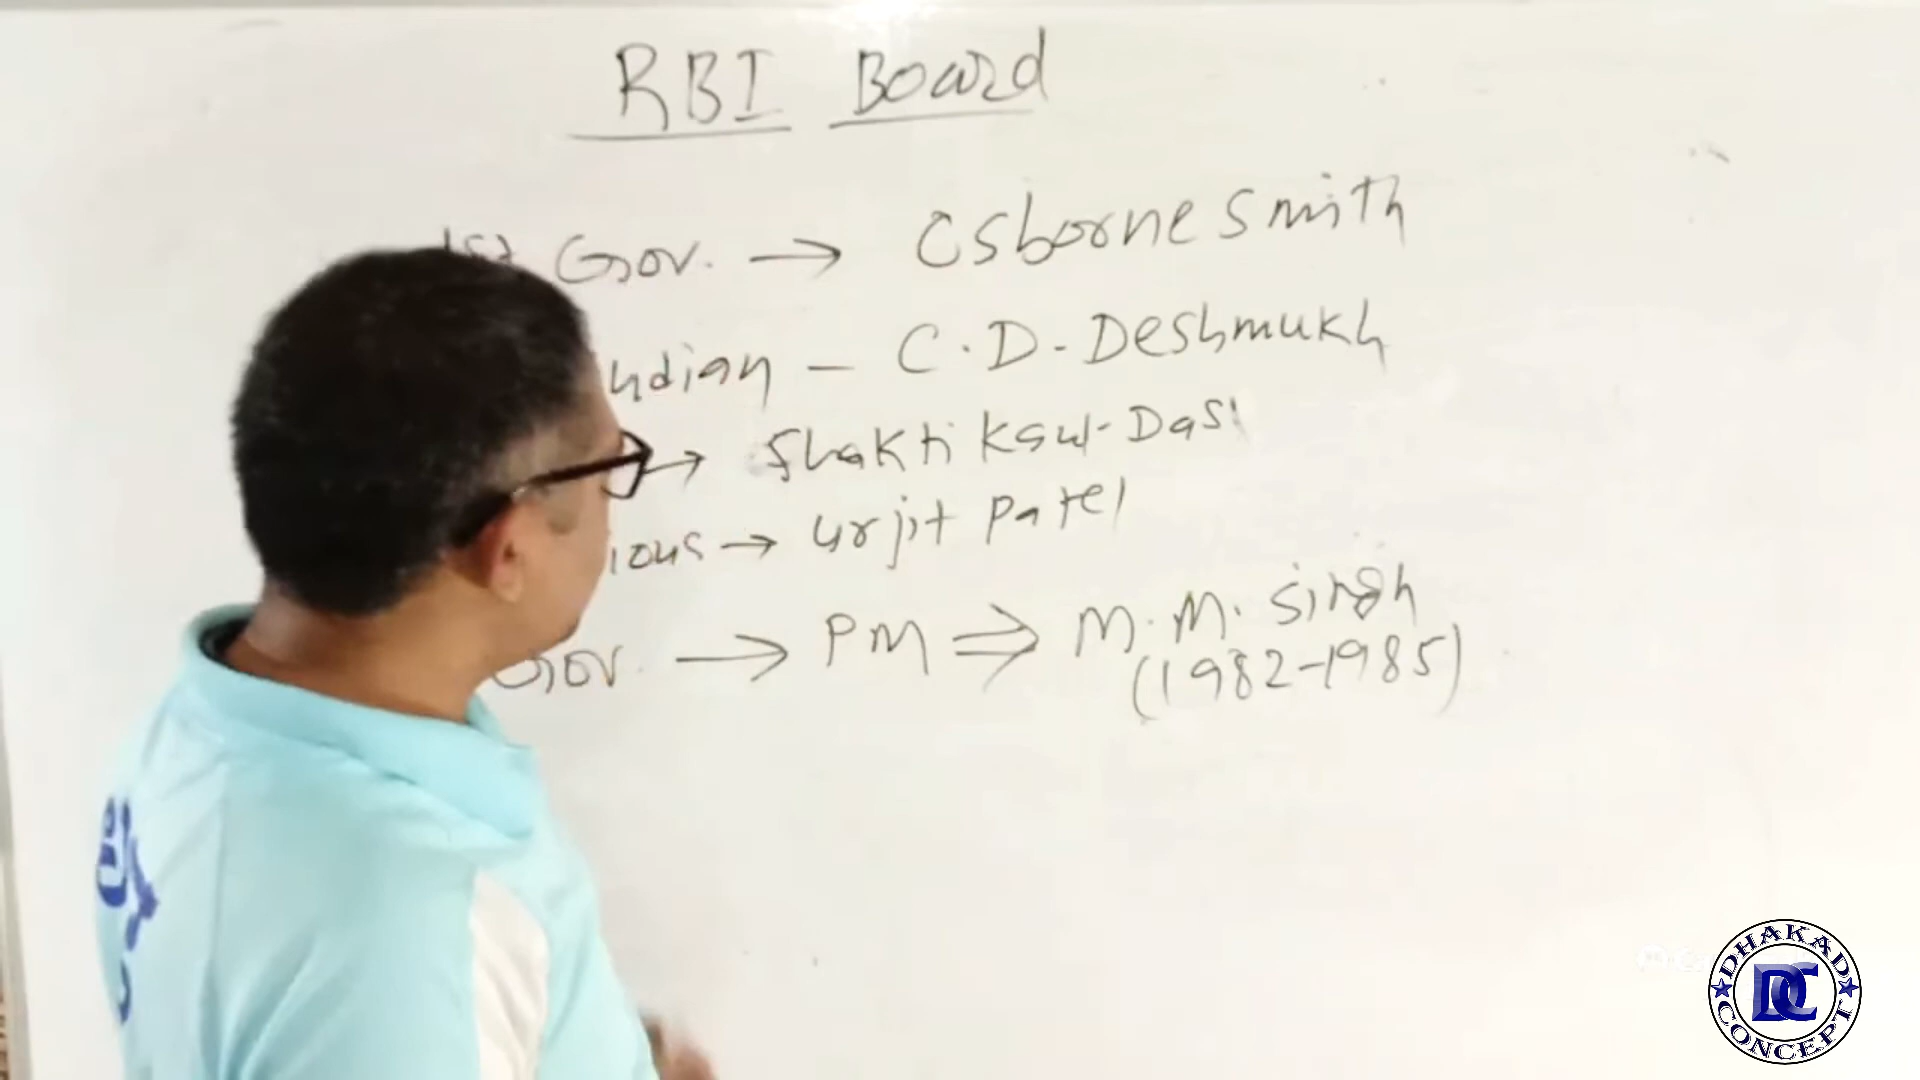 RBI Board
1st Gov. → Osborne Smith
Indian - C.D. Deshmukh
→ Shakti Kant Das
ious → Urjit Patel
Gov. → PM ⇒ M.M. Singh
(1982-1985)
DHAKAD
DC
CONCEPT